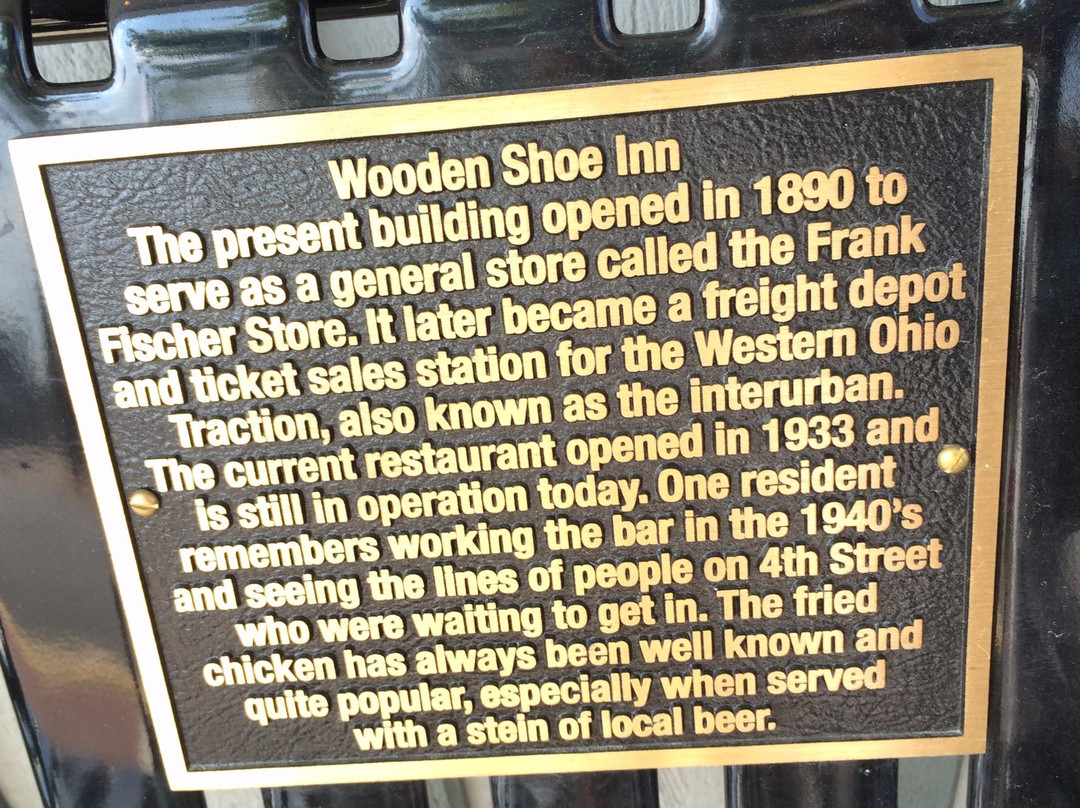 Wooden Shoe Inn
The present building opened in 1890 to
serve as a general store called the Frank
Fischer Store. It later became a freight depot
and ticket sales station for the Western Ohio
Traction, also known as the interurban.
The current restaurant opened in 1933 and
is still in operation today. One resident
remembers working the bar in the 1940's
and seeing the lines of people on 4th Street
who were waiting to get in. The fried
chicken has always been well known and
quite popular, especially when served
with a stein of local beer.